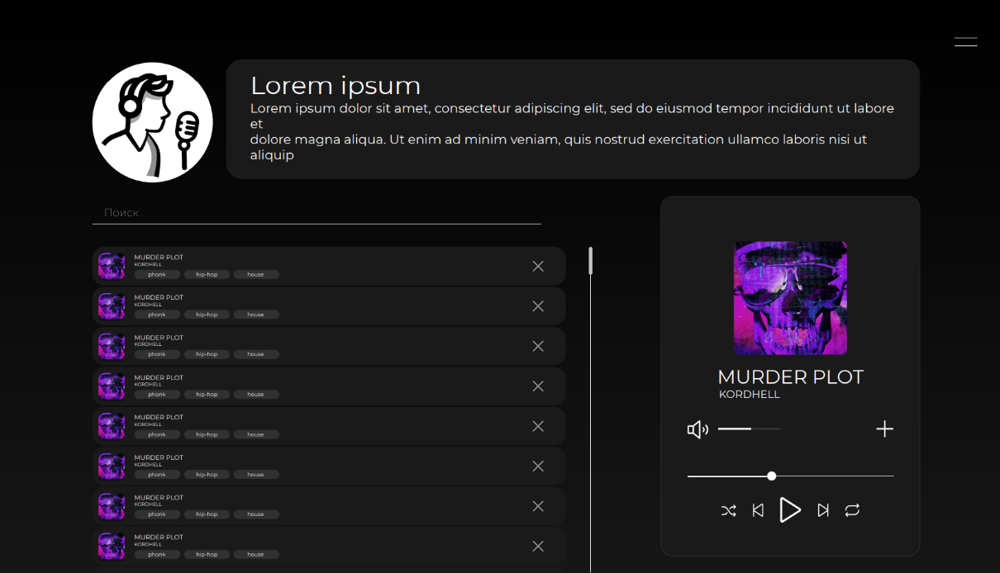 Lorem ipsum
Lorem ipsum dolor sit amet, consectetur adipiscing elit, sed do eiusmod tempor incididunt ut labore
et
dolore magna aliqua. Ut enim ad minim veniam, quis nostrud exercitation ullamco laboris nisi ut
aliquip
Поиск
MURDER PLOT
KORDHELL
phonk hip-hop house
MURDER PLOT
KORDHELL
phonk hip-hop house
MURDER PLOT
KORDHELL
phonk hip-hop house
MURDER PLOT
KORDHELL
phonk hip-hop house
MURDER PLOT
KORDHELL
phonk hip-hop house
MURDER PLOT
KORDHELL
phonk hip-hop house
MURDER PLOT
KORDHELL
phonk hip-hop house
MURDER PLOT
KORDHELL
phonk hip-hop house
MURDER PLOT
KORDHELL